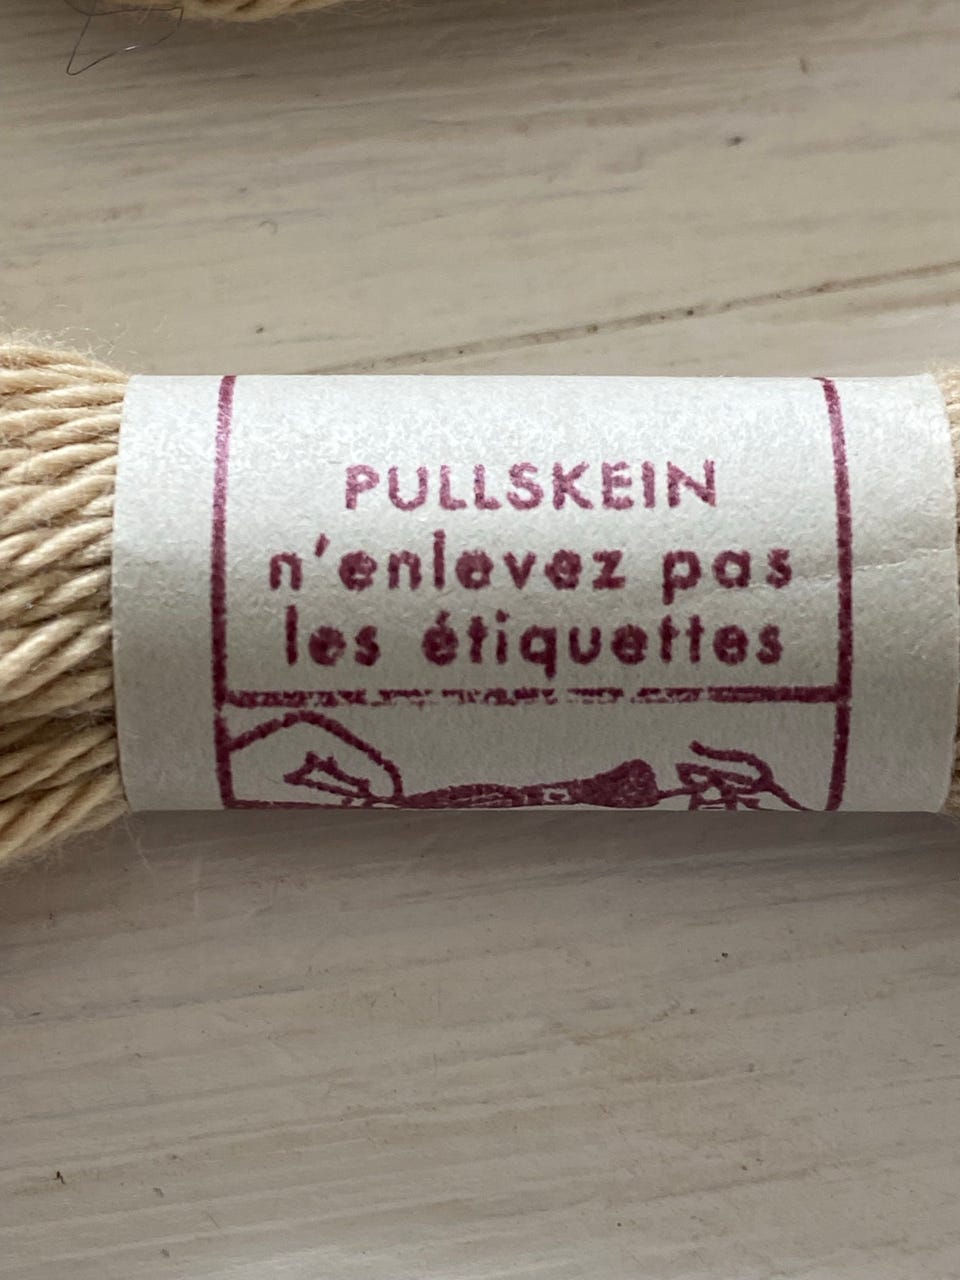 PULLSKEIN
n'enlevez pas
les étiquettes